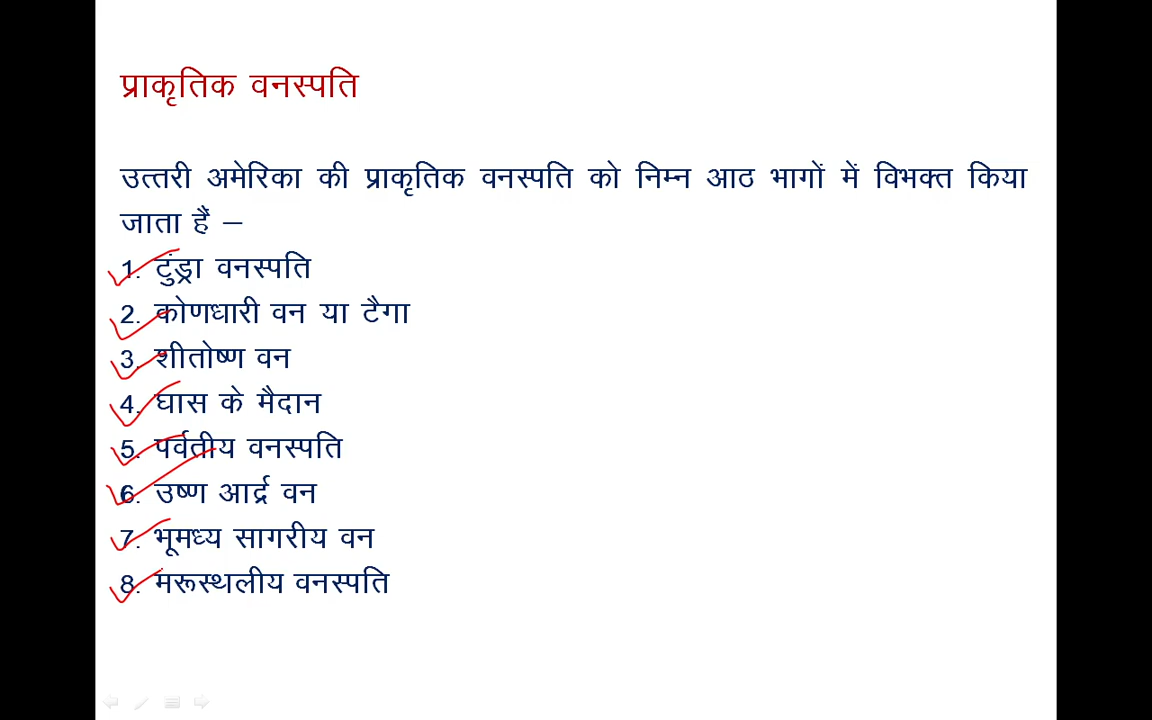 प्राकृतिक वनस्पति
उत्तरी अमेरिका की प्राकृतिक वनस्पति को निम्न आठ भागों में विभक्त किया
जाता हैं –
1. टुंड्रा वनस्पति
2. कोणधारी वन या टैगा
3. शीतोष्ण वन
4. घास के मैदान
5. पर्वतीय वनस्पति
6. उष्ण आर्द्र वन
7. भूमध्य सागरीय वन
8. मरूस्थलीय वनस्पति